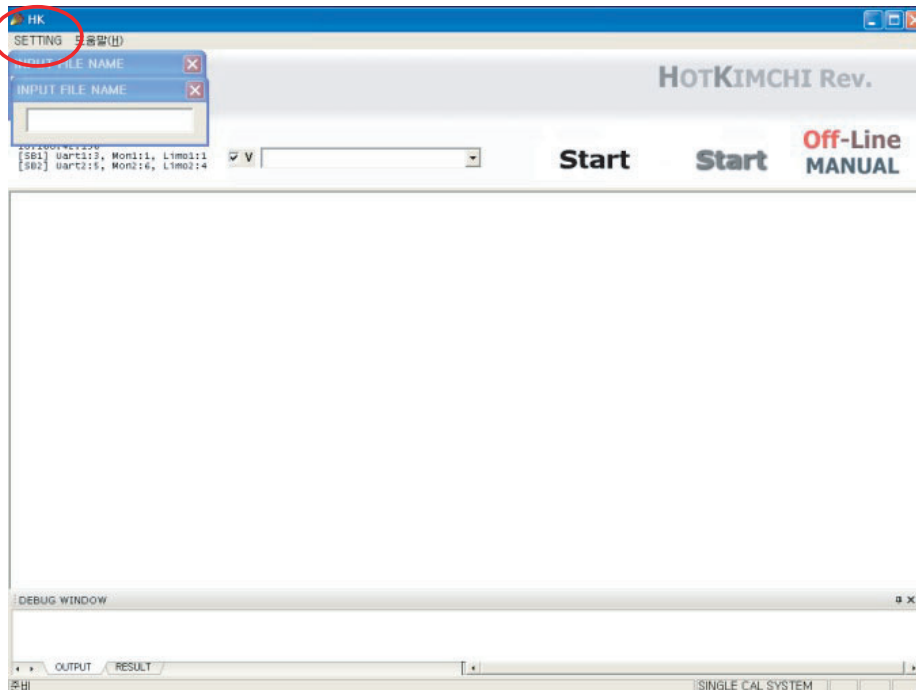 HK
SETTING 도움말(H)
INPUT FILE NAME
INPUT FILE NAME
HOTKIMCHI Rev.
[SB1] Uart1:3, Mon1:1, Limo1:1
[SB2] Uart2:5, Mon2:6, Limo2:4
V
Start
Start
Off-Line
MANUAL
DEBUG WINDOW
OUTPUT
RESULT
준비
SINGLE CAL SYSTEM